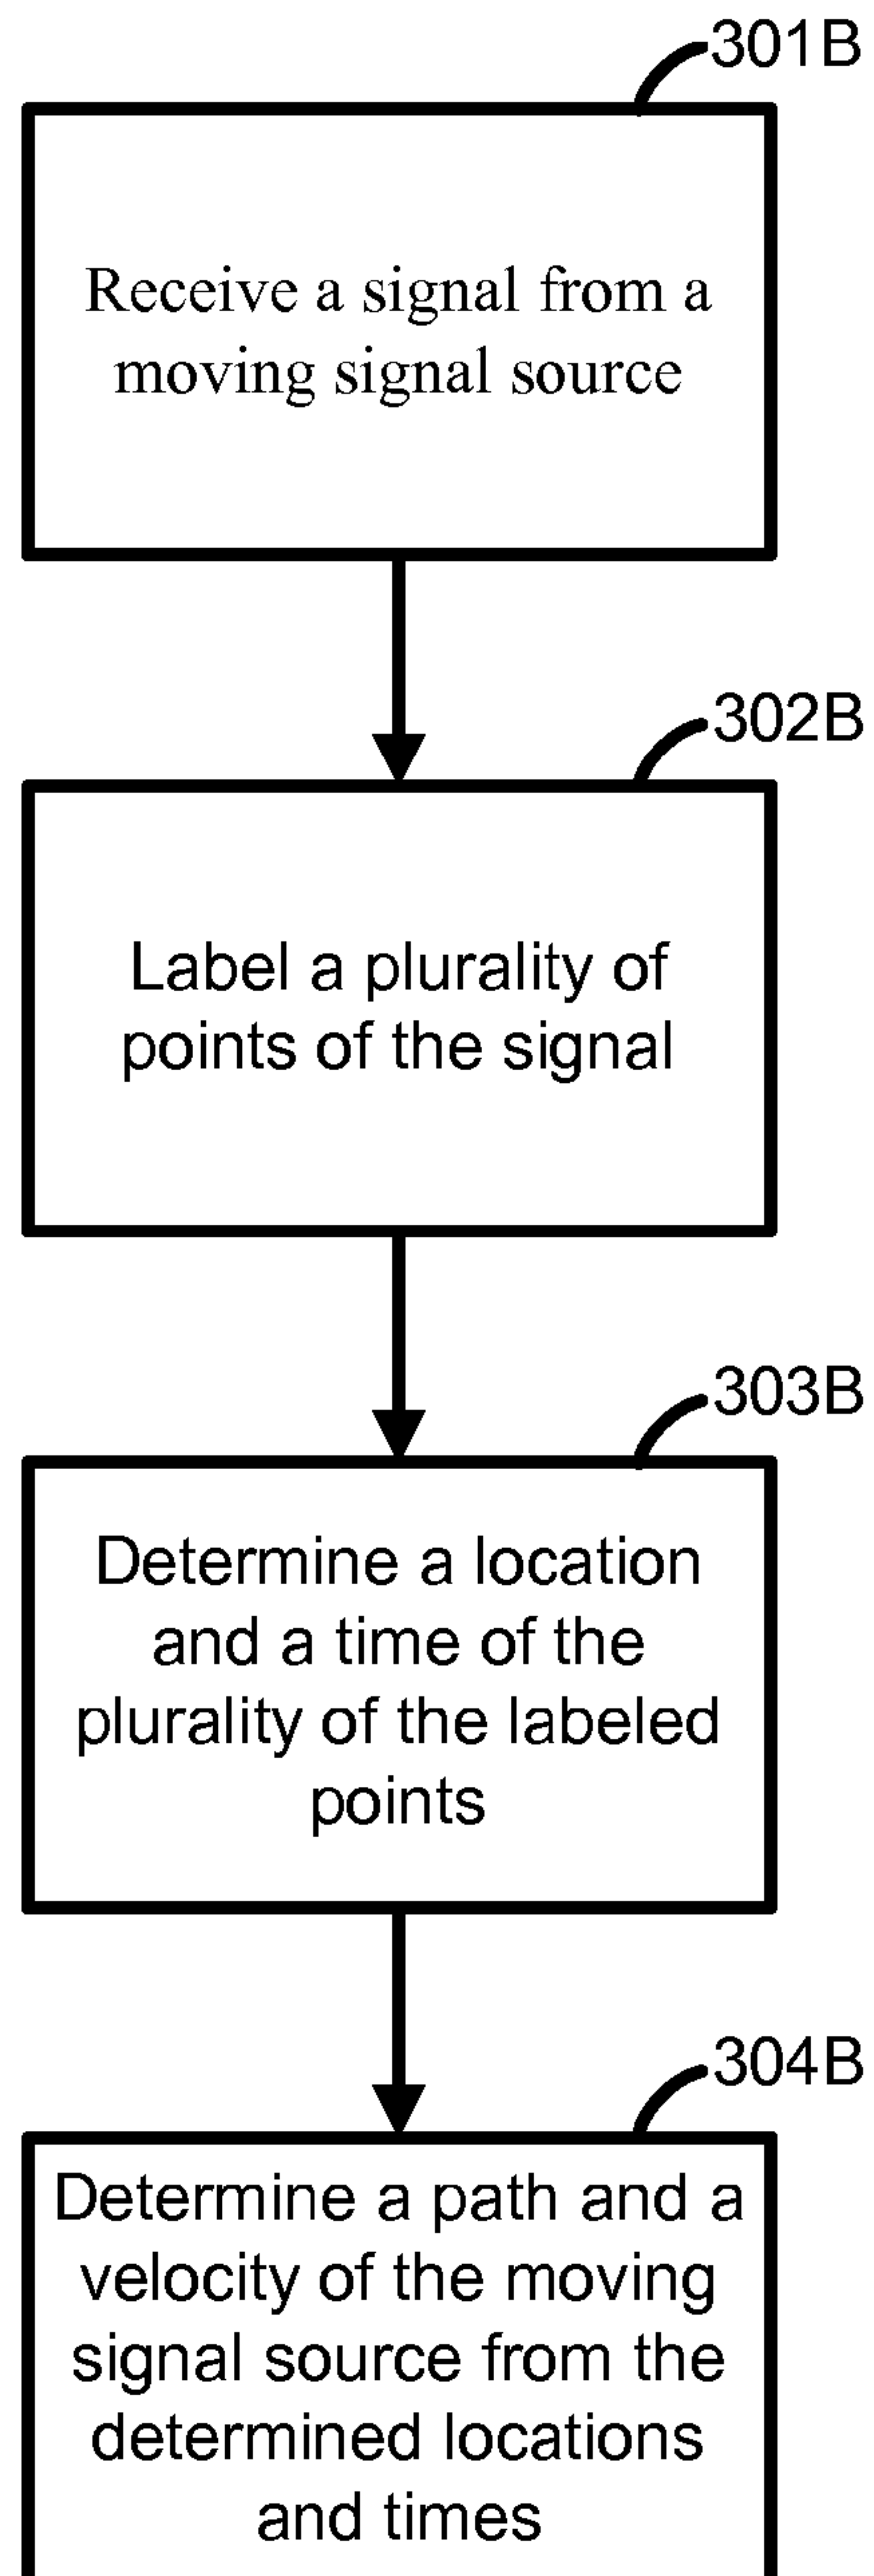 301B
Receive a signal from a
moving signal source
302B
Label a plurality of
points of the signal
303B
Determine a location
and a time of the
plurality of the labeled
points
304B
Determine a path and a
velocity of the moving
signal source from the
determined locations
and times